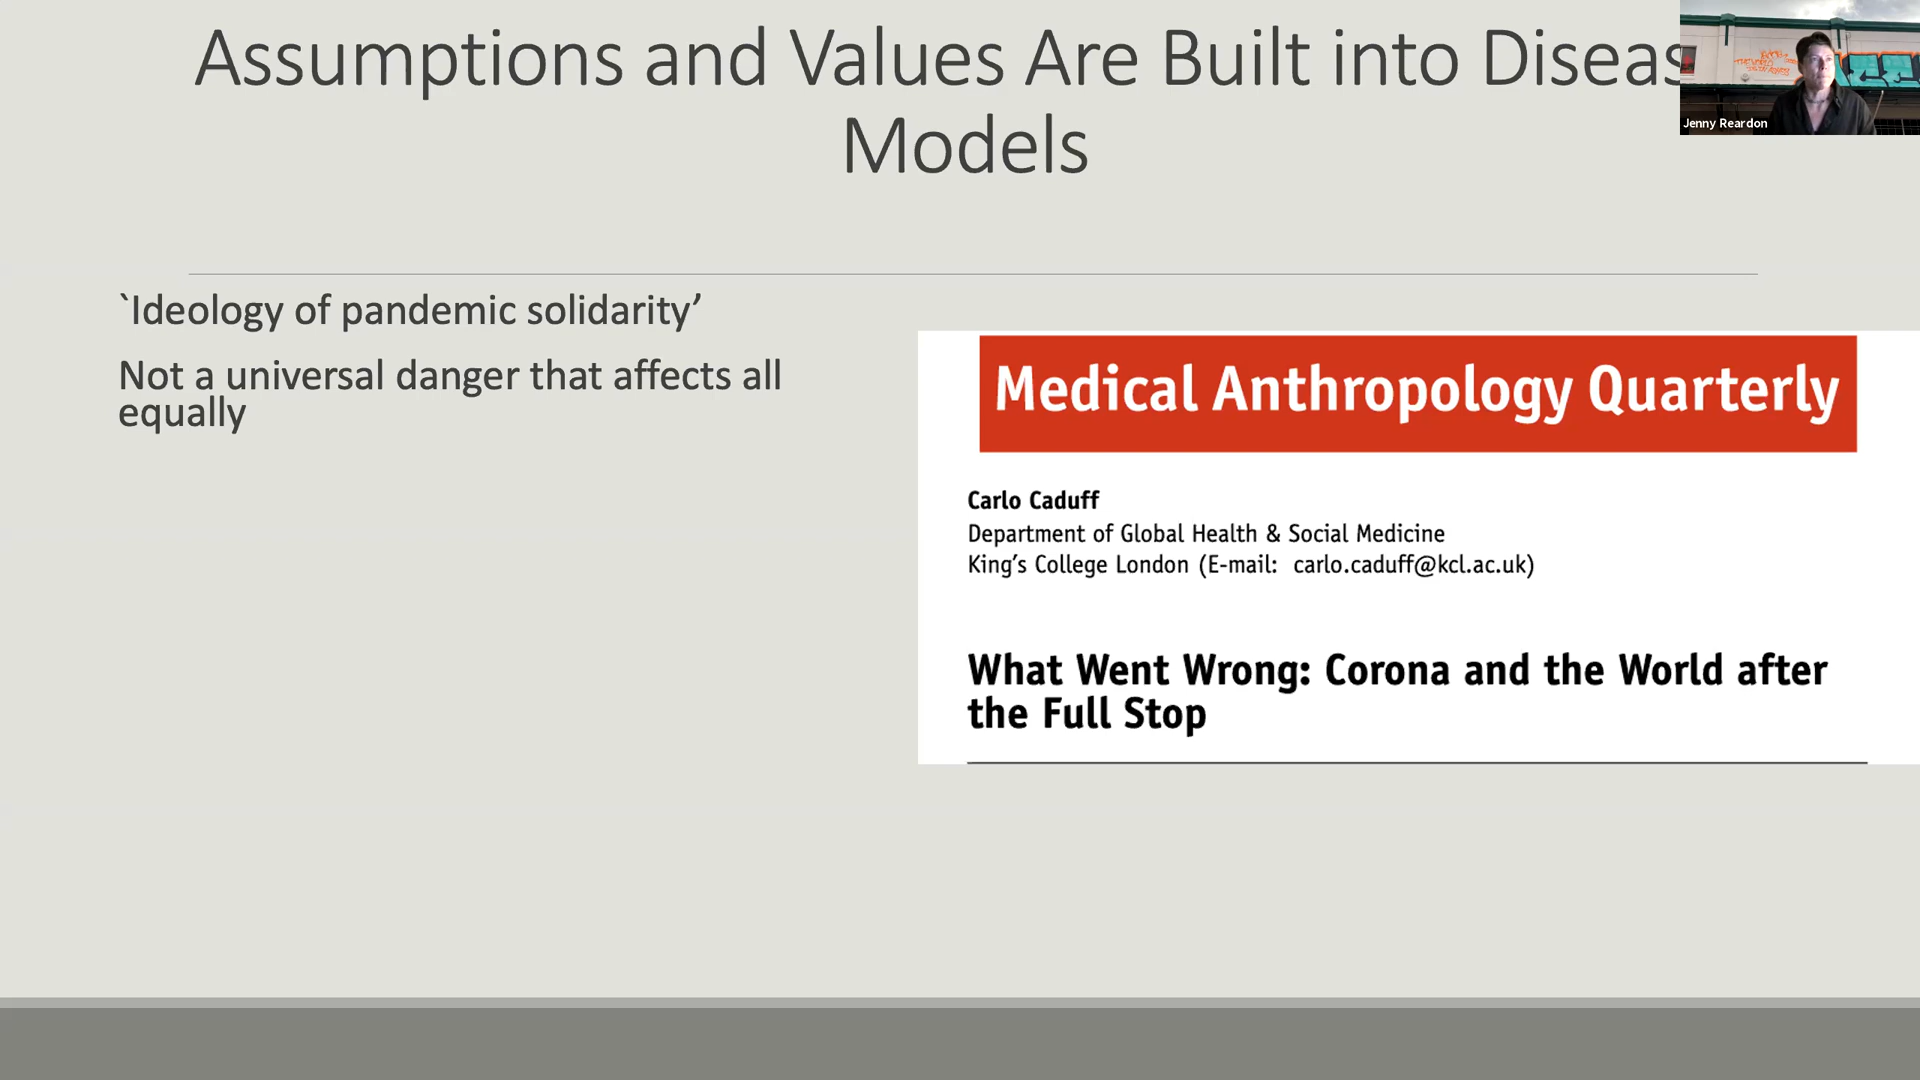 Assumptions and Values Are Built into Diseas
Models
`Ideology of pandemic solidarity’
Not a universal danger that affects all
equally
Medical Anthropology Quarterly
Carlo Caduff
Department of Global Health & Social Medicine
King’s College London (E-mail: carlo.caduff@kcl.ac.uk)
What Went Wrong: Corona and the World after
the Full Stop
Jenny Reardon